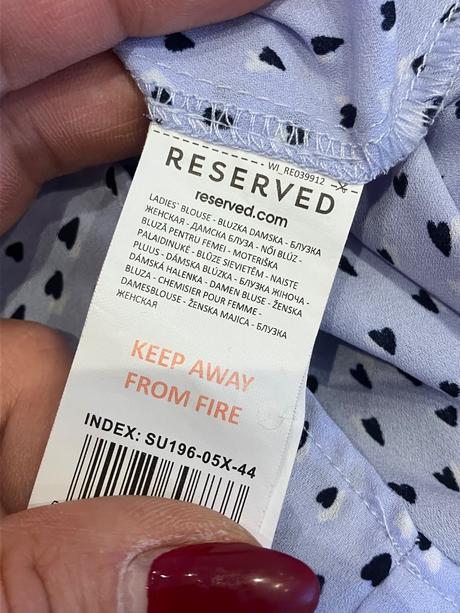 WI_RE039912
RESERVED
reserved.com
LADIES` BLOUSE - BLUZKA DAMSKA - БЛУЗКА
ЖЕНСКАЯ - ДАМСКА БЛУЗА - NŐI BLÚZ -
BLUZĂ PENTRU FEMEI - MOTERIŠKA
PALAIDINUKĖ - BLŪZE SIEVIETĒM - NAISTE
PLUUS - DÁMSKA BLÚZKA - БЛУЗКА ЖІНОЧА -
DÁMSKÁ HALENKA - DAMEN BLUSE - ŽENSKA
BLUZA - CHEMISIER POUR FEMME -
DAMESBLOUSE - ŽENSKA MAJICA - БЛУЗКА
ЖЕНСКАЯ
KEEP AWAY
FROM FIRE
INDEX: SU196-05X-44